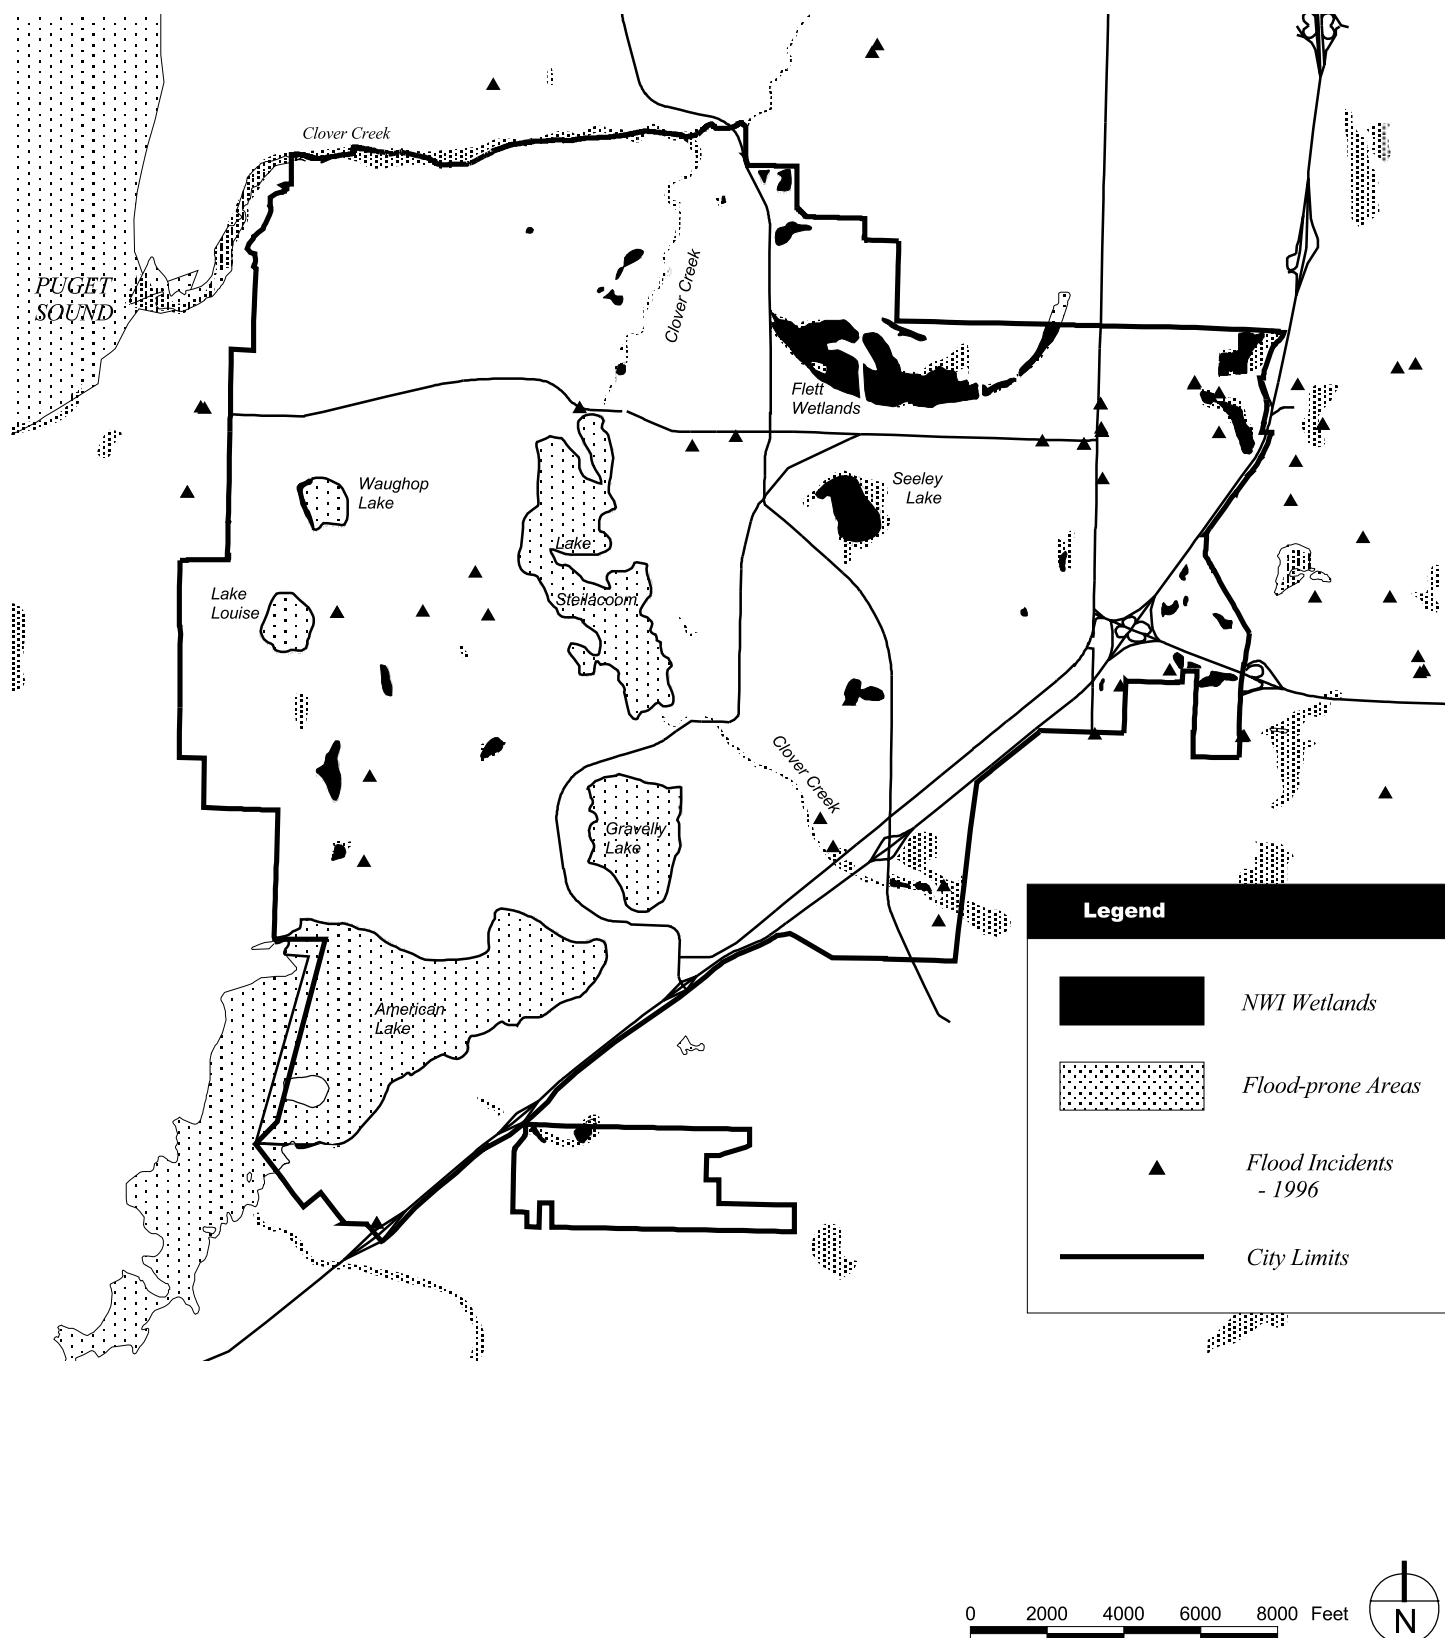 Clover Creek
PUGET
SOUND
Clover Creek
Flett
Wetlands
Waughop
Lake
Seeley
Lake
Lake
Steilacoom
Lake
Louise
Clover Creek
Gravelly
Lake
American
Lake
Legend
NWI Wetlands
Flood-prone Areas
Flood Incidents
- 1996
City Limits
0 2000 4000 6000 8000 Feet
N